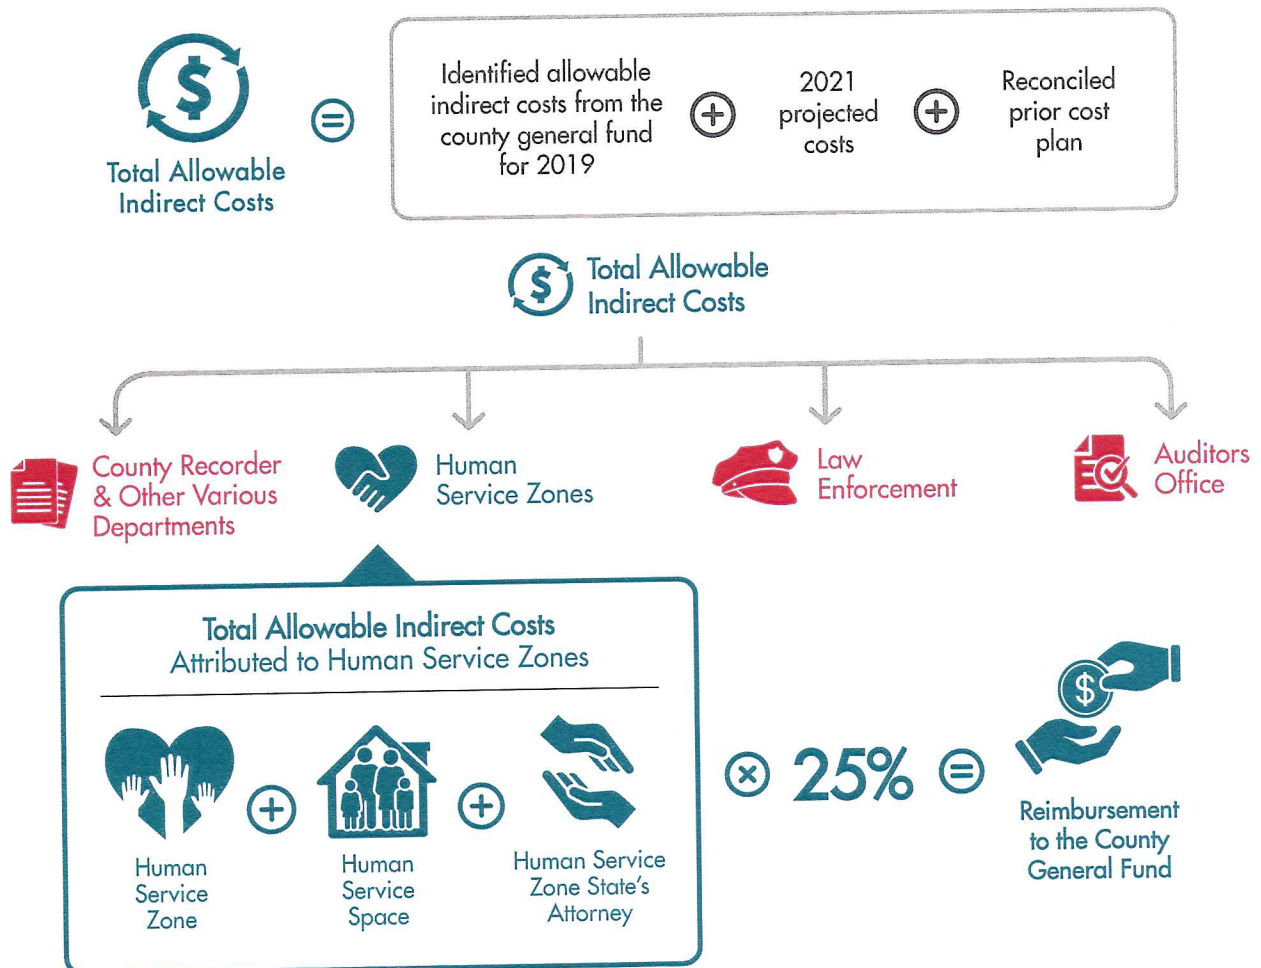 Total Allowable
Indirect Costs
=
Identified allowable
indirect costs from the
county general fund
for 2019
+
2021
projected
costs
+
Reconciled
prior cost
plan
$ Total Allowable
Indirect Costs
County Recorder
& Other Various
Departments
Human
Service Zones
Law
Enforcement
Auditors
Office
Total Allowable Indirect Costs
Attributed to Human Service Zones
Human
Service
Zone
+
Human
Service
Space
+
Human Service
Zone State's
Attorney
× 25% =
$
Reimbursement
to the County
General Fund